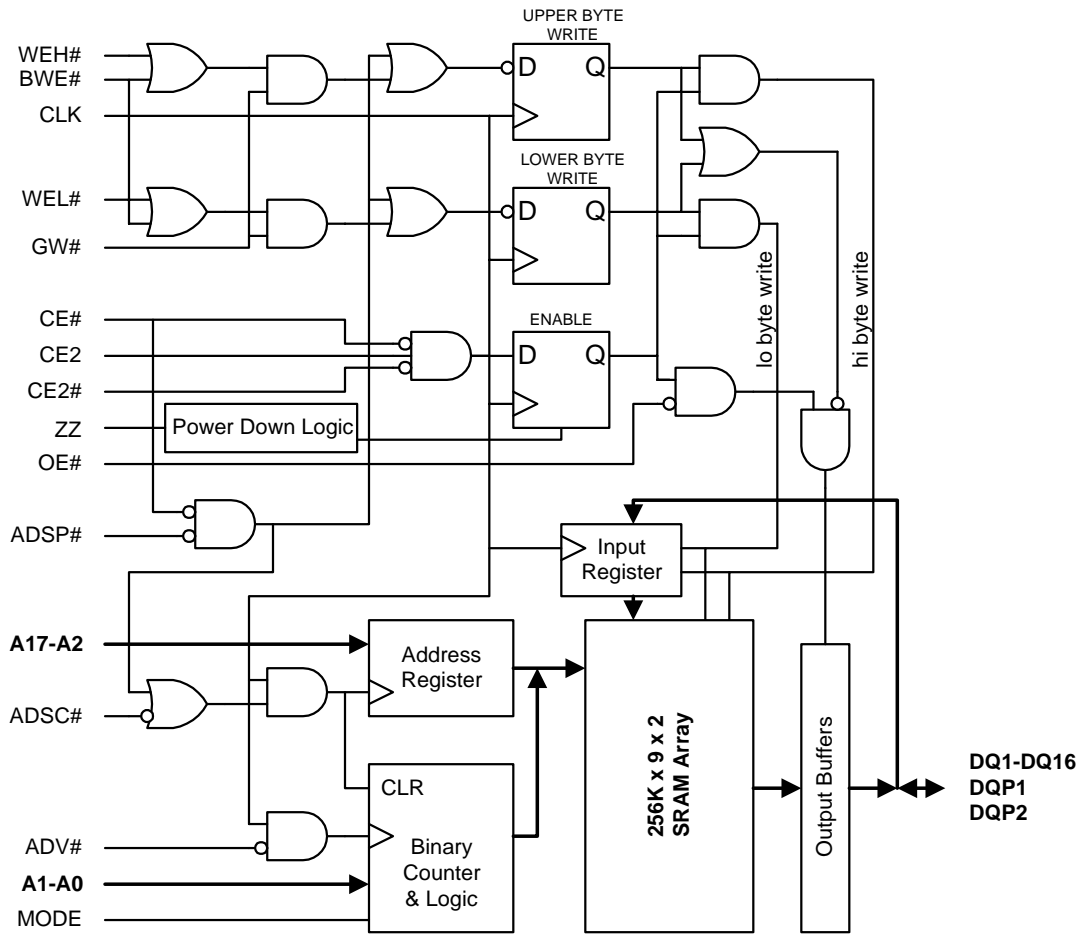 UPPER BYTE
WRITE
WEH#
BWE#
CLK
D
Q
LOWER BYTE
WRITE
WEL#
GW#
D
Q
lo byte write
hi byte write
CE#
CE2
CE2#
ENABLE
D
Q
ZZ
Power Down Logic
OE#
ADSP#
Input
Register
A17-A2
Address
Register
ADSC#
256K x 9 x 2
SRAM Array
Output Buffers
CLR
DQ1-DQ16
DQP1
DQP2
ADV#
A1-A0
MODE
Binary
Counter
& Logic